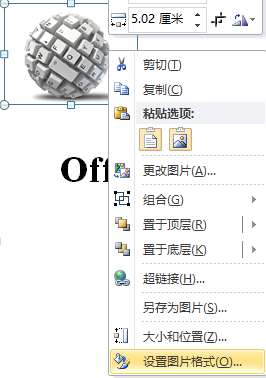 5.02 厘米
剪切(T)
复制(C)
粘贴选项:
Off
更改图片(A)...
组合(G)
置于顶层(R)
置于底层(K)
超链接(H)...
另存为图片(S)...
大小和位置(Z)...
设置图片格式(O)...